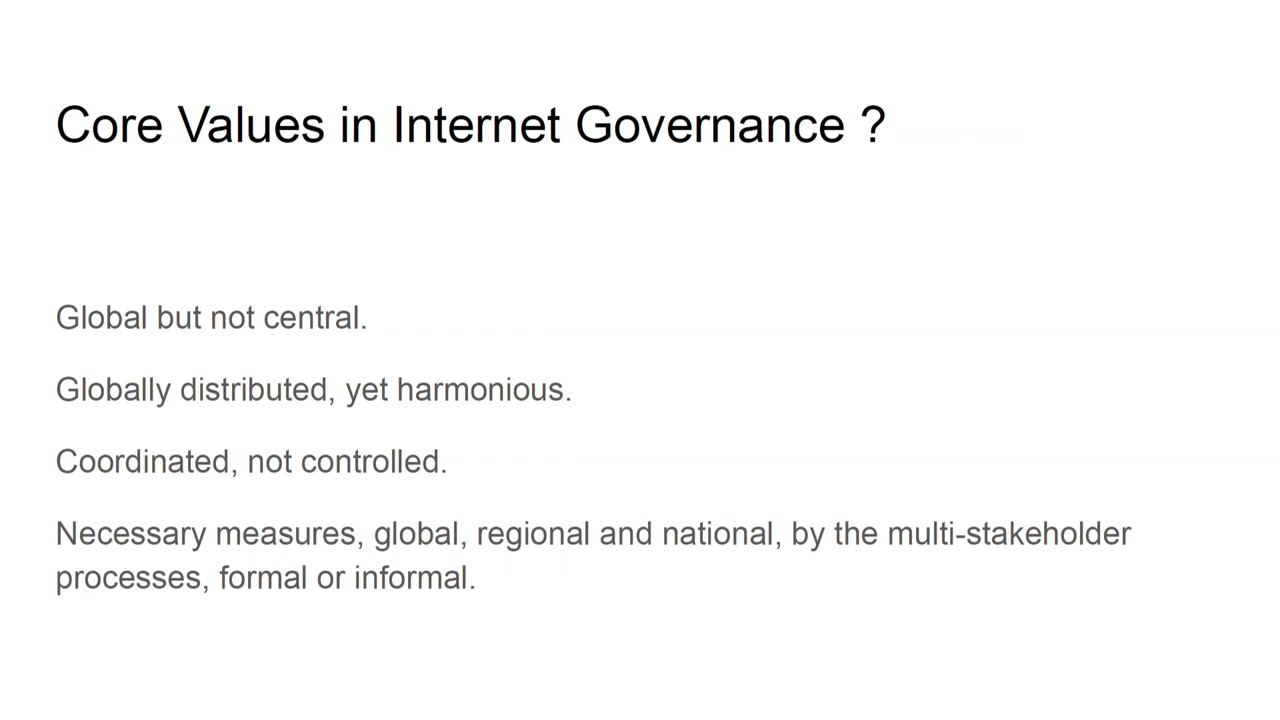 Core Values in Internet Governance ?
Global but not central.
Globally distributed, yet harmonious.
Coordinated, not controlled.
Necessary measures, global, regional and national, by the multi-stakeholder
processes, formal or informal.